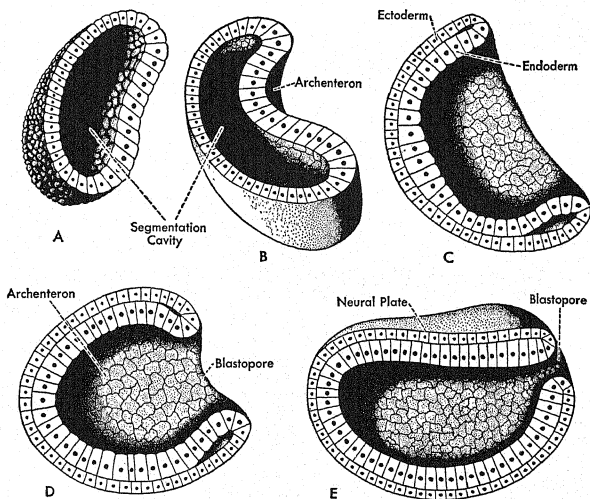 Ectoderm
Endoderm
Archenteron
A
Segmentation
Cavity
B
C
Archenteron
Blastopore
D
Neural Plate
Blastopore
E